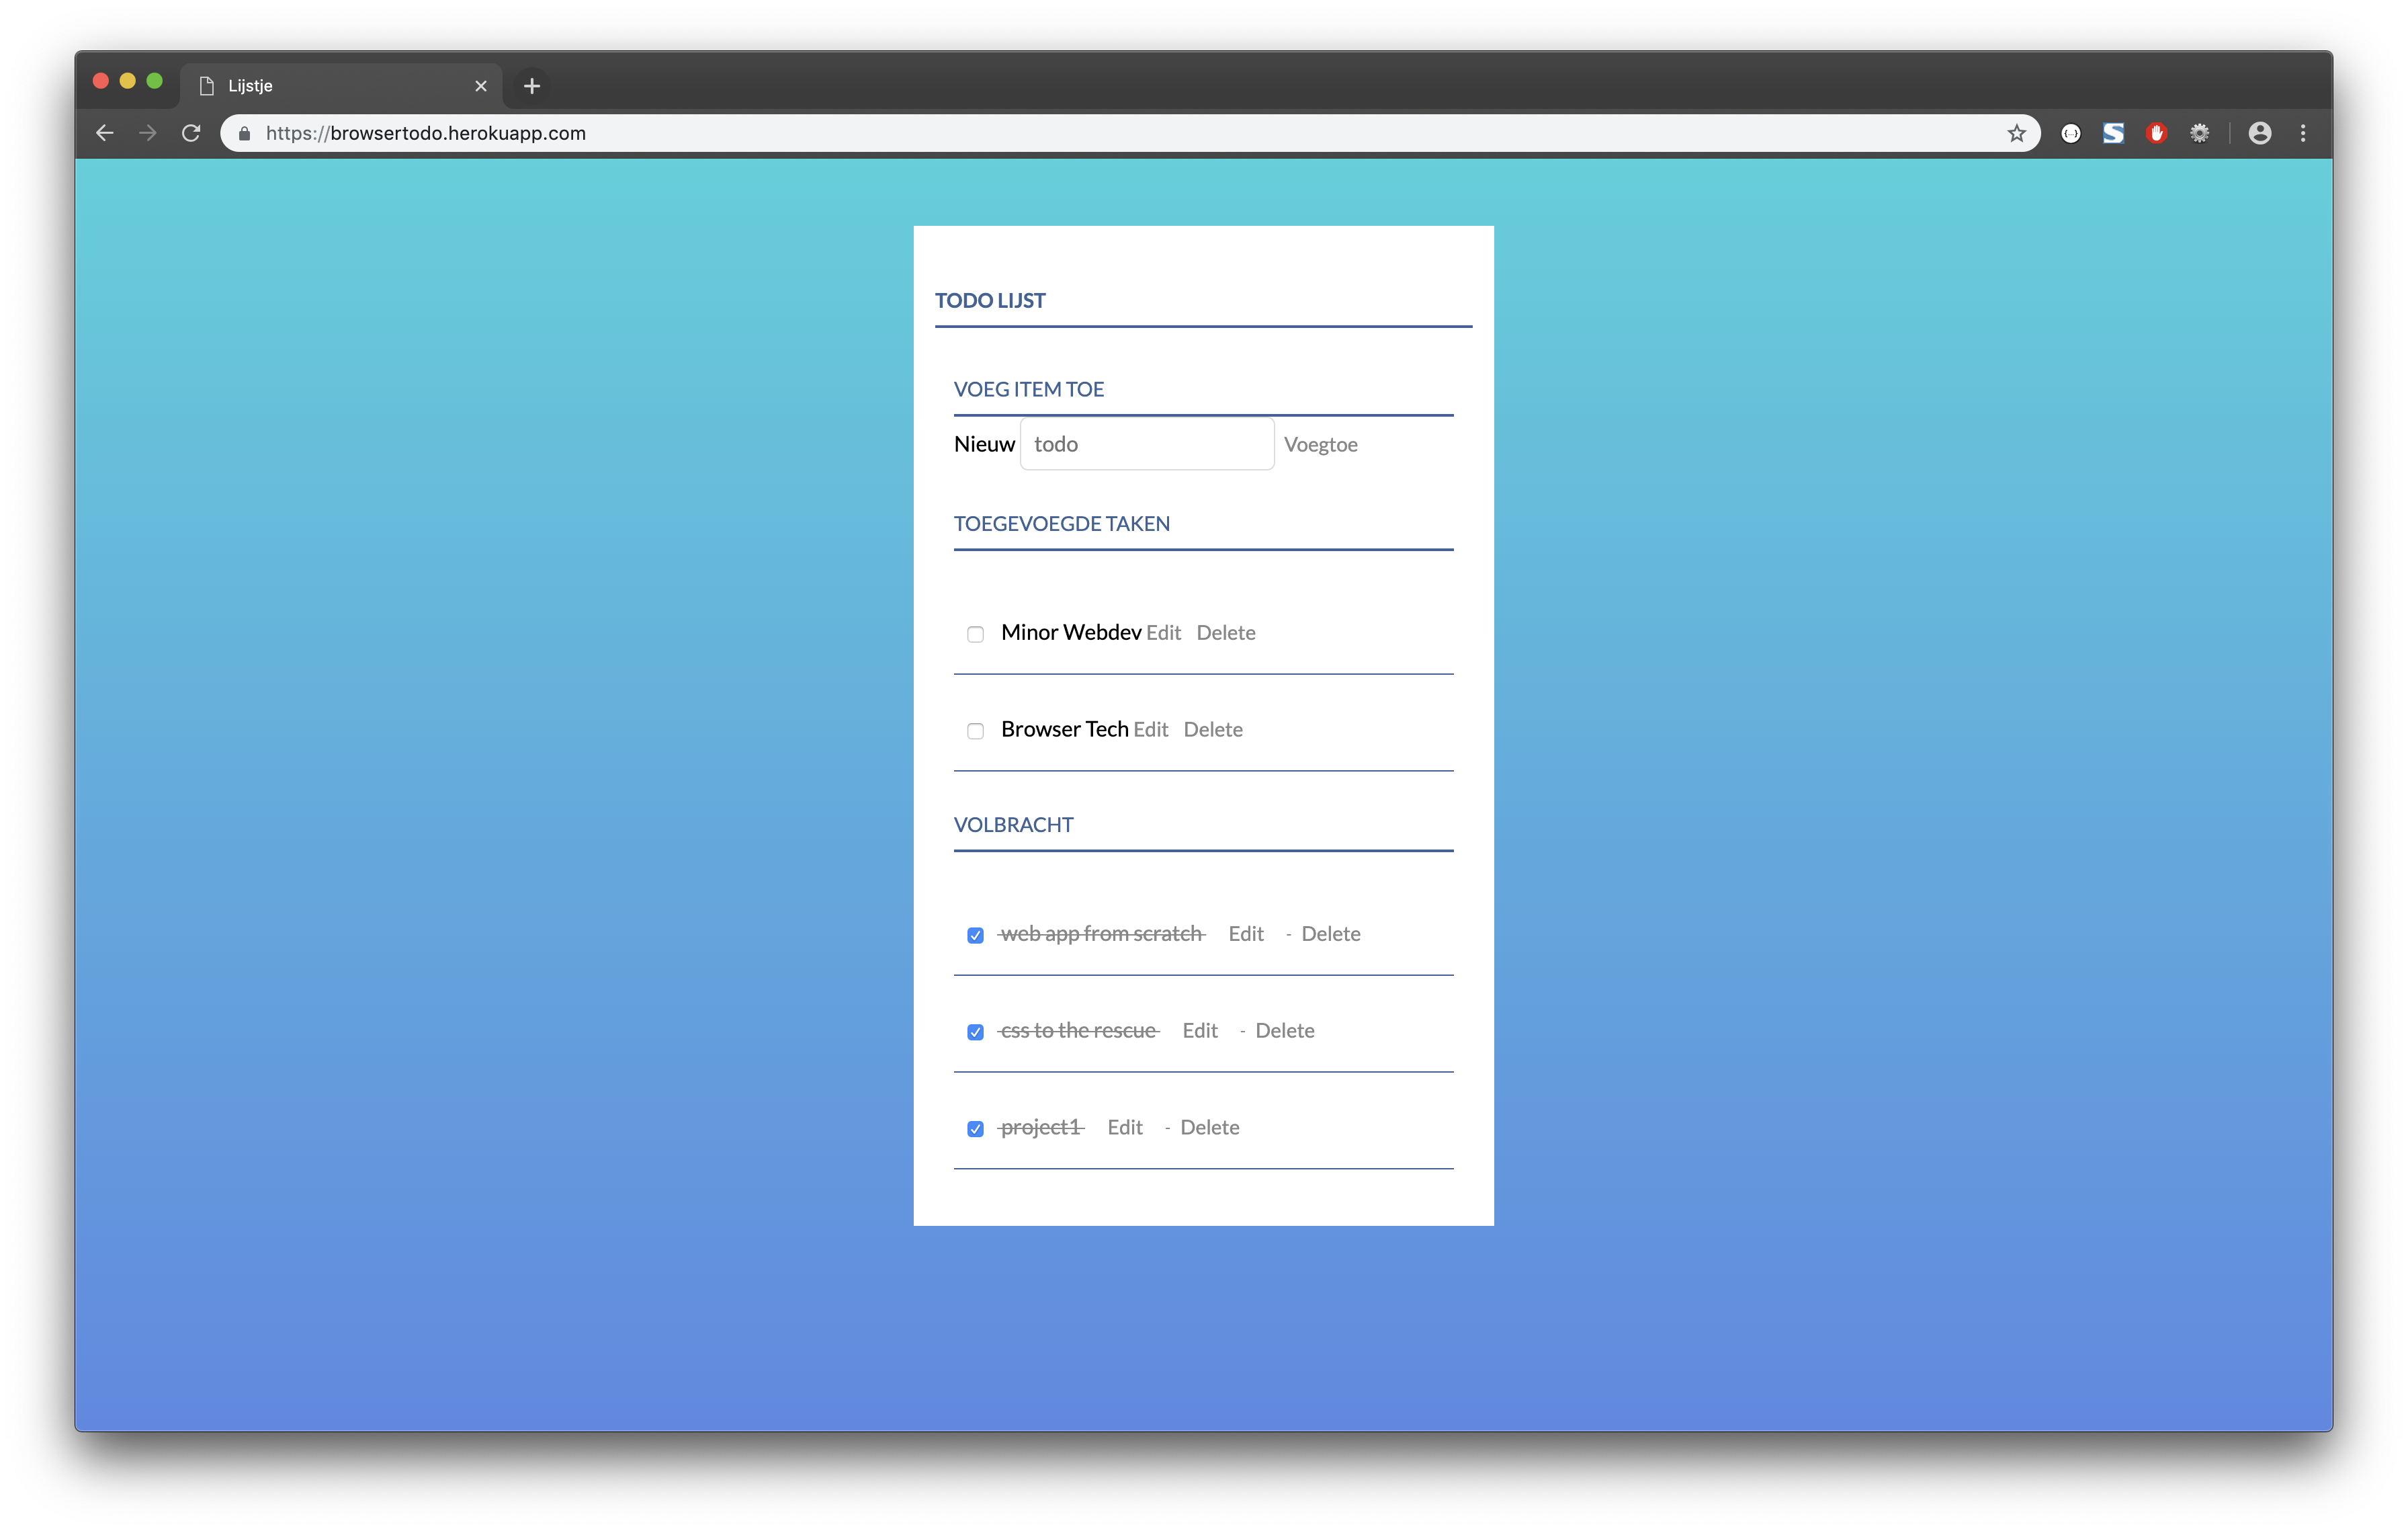 Lijstje
https://browsertodo.herokuapp.com
TODO LIJST
VOEG ITEM TOE
Nieuw todo Voegtoe
TOEGEVOEGDE TAKEN
Minor Webdev Edit Delete
Browser Tech Edit Delete
VOLBRACHT
web app from scratch Edit - Delete
css to the rescue Edit - Delete
project1 Edit - Delete